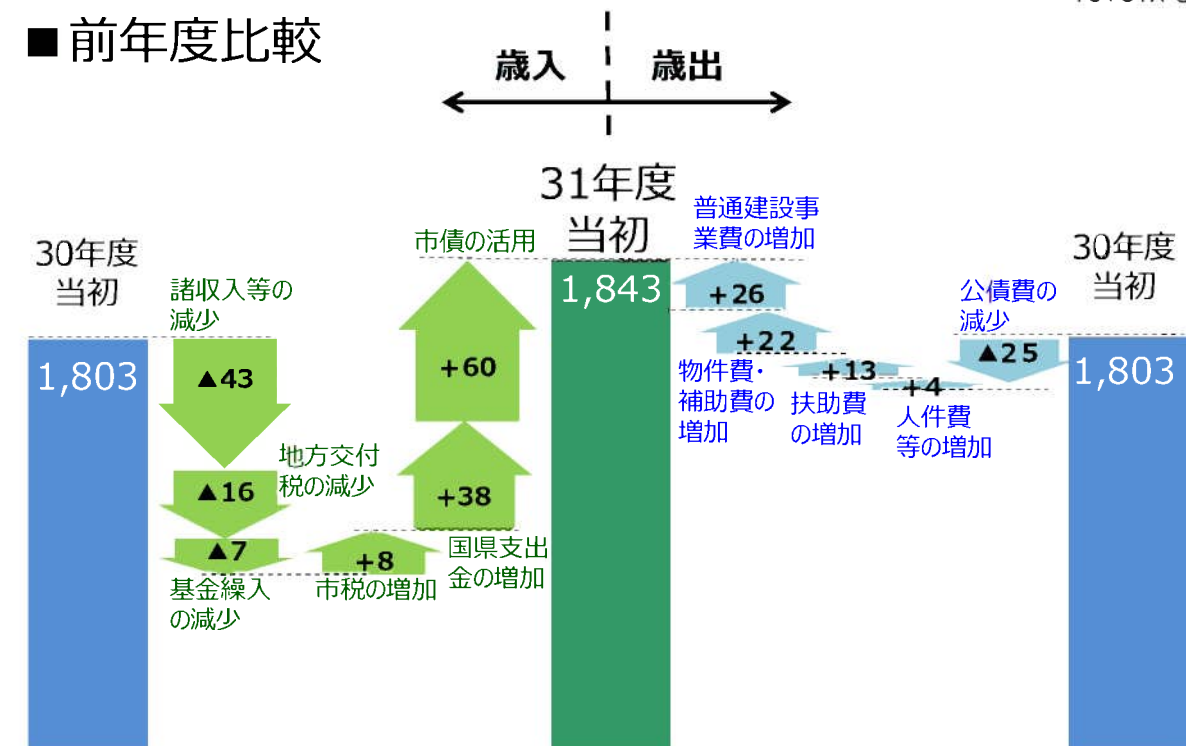 ■前年度比較
歳入
歳出
30年度
当初
1,803
諸収入等の
減少
▲43
地方交付
税の減少
▲16
▲7
基金繰入
の減少
+8
市税の増加
+38
国県支出
金の増加
市債の活用
+60
31年度
当初
1,843
普通建設事
業費の増加
+26
+22
物件費・
補助費の
増加
+13
扶助費
の増加
+4
人件費
等の増加
公債費の
減少
▲25
30年度
当初
1,803